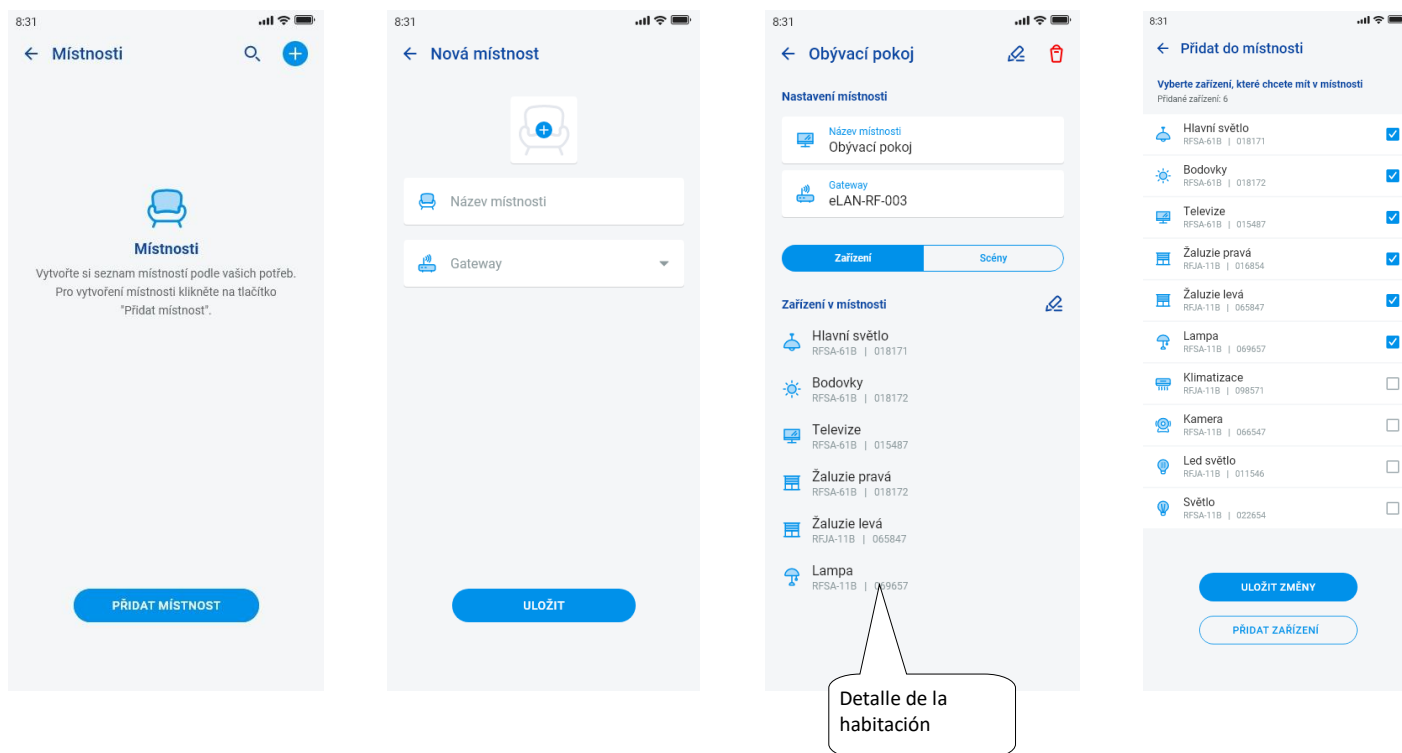 8:31
Místnosti
Místnosti
Vytvořte si seznam místností podle vašich potřeb.
Pro vytvoření místnosti klikněte na tlačítko
"Přidat místnost".
PŘIDAT MÍSTNOST
8:31
Nová místnost
Název místnosti
Gateway
ULOŽIT
8:31
Obývací pokoj
Nastavení místnosti
Název místnosti
Obývací pokoj
Gateway
eLAN-RF-003
Zařízení
Scény
Zařízení v místnosti
Hlavní světlo
RFSA-61B | 018171
Bodovky
RFSA-61B | 018172
Televize
RFSA-61B | 015487
Žaluzie pravá
RFSA-61B | 018172
Žaluzie levá
RFJA-11B | 065847
Lampa
RFSA-11B | 069657
Detalle de la
habitación
8:31
Přidat do místnosti
Vyberte zařízení, které chcete mít v místnosti
Přidané zařízení: 6
Hlavní světlo
RFSA-61B | 018171
Bodovky
RFSA-61B | 018172
Televize
RFSA-61B | 015487
Žaluzie pravá
RFJA-11B | 016854
Žaluzie levá
RFJA-11B | 065847
Lampa
RFSA-11B | 069657
Klimatizace
RFJA-11B | 098571
Kamera
RFSA-11B | 066547
Led světlo
RFJA-11B | 011546
Světlo
RFSA-11B | 022654
ULOŽIT ZMĚNY
PŘIDAT ZAŘÍZENÍ